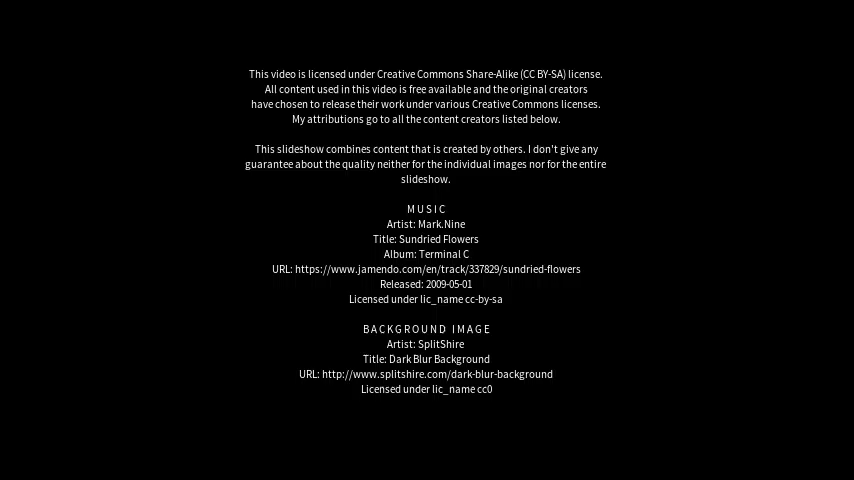 This video is licensed under Creative Commons Share-Alike (CC BY-SA) license.
All content used in this video is free available and the original creators
have chosen to release their work under various Creative Commons licenses.
My attributions go to all the content creators listed below.
This slideshow combines content that is created by others. I don't give any
guarantee about the quality neither for the individual images nor for the entire
slideshow.
MUSIC
Artist: Mark.Nine
Title: Sundried Flowers
Album: Terminal C
URL: https://www.jamendo.com/en/track/337829/sundried-flowers
Released: 2009-05-01
Licensed under lic_name cc-by-sa
BACKGROUND IMAGE
Artist: SplitShire
Title: Dark Blur Background
URL: http://www.splitshire.com/dark-blur-background
Licensed under lic_name cc0